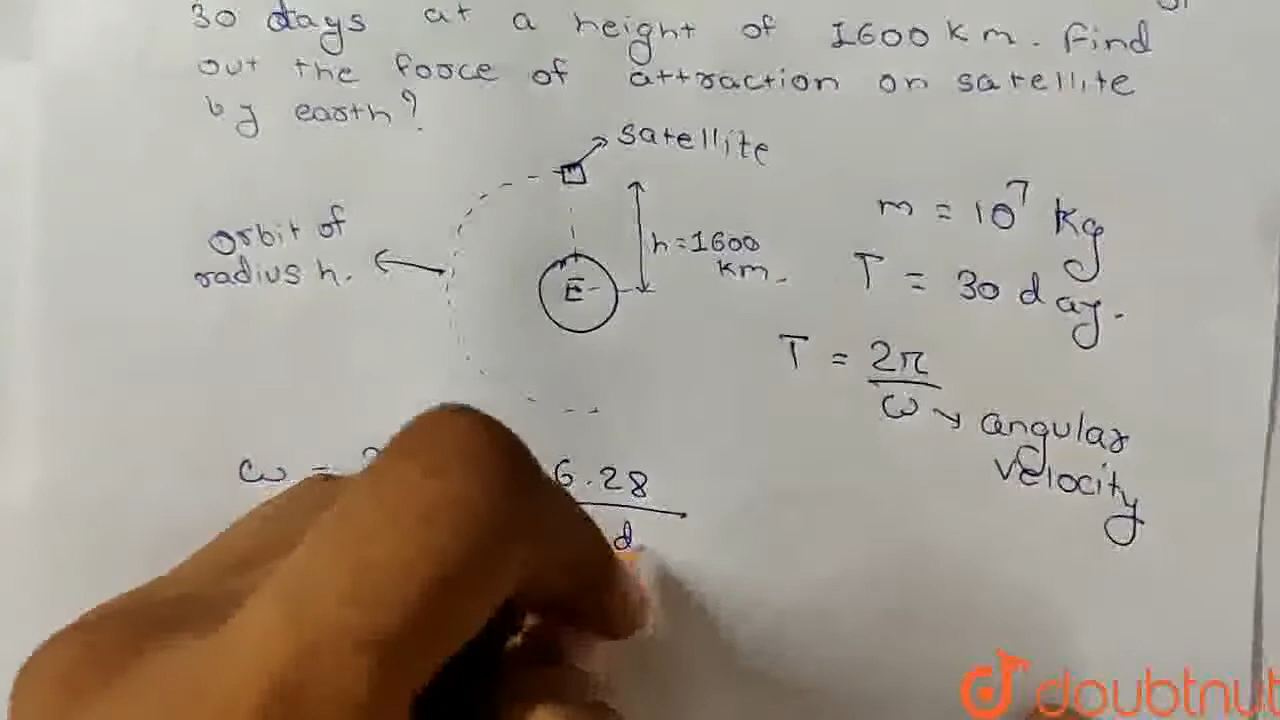 30 days at a height of 1600 km. Find
out the force of attraction on satellite
by earth?
satellite
orbit of
radius h.
h=1600
km.
E
m = 10⁷ kg
T = 30 day.
T = 2π
ω → angular
velocity
ω = 6.28
d
doubtnut